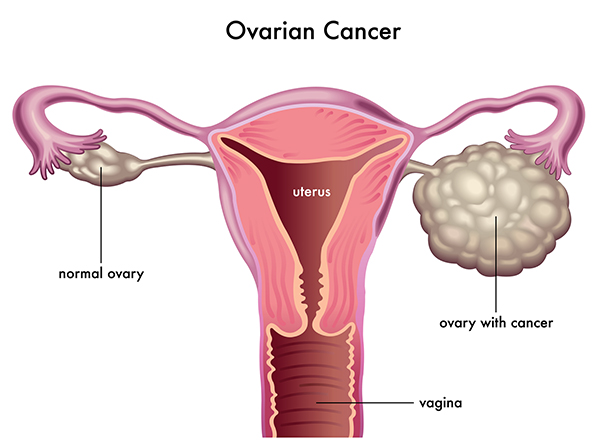 Ovarian Cancer
uterus
normal ovary
ovary with cancer
vagina